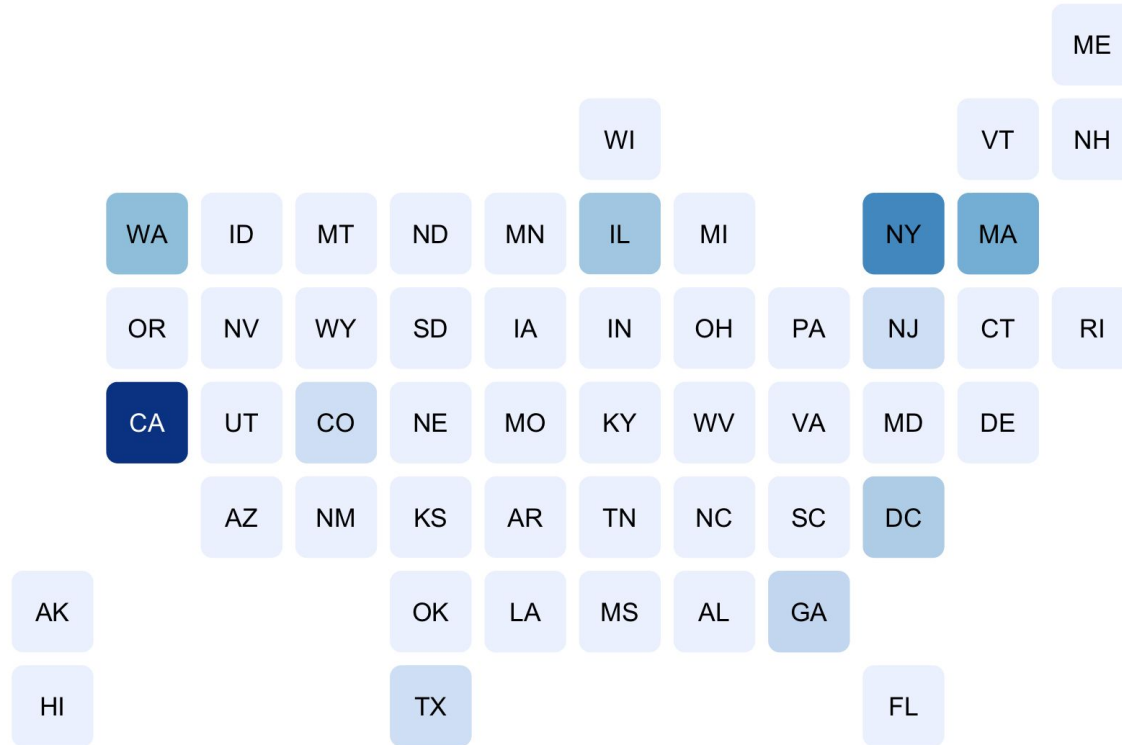 ME
WI VT NH
WA ID MT ND MN IL MI NY MA
OR NV WY SD IA IN OH PA NJ CT RI
CA UT CO NE MO KY WV VA MD DE
AZ NM KS AR TN NC SC DC
AK OK LA MS AL GA
HI TX FL